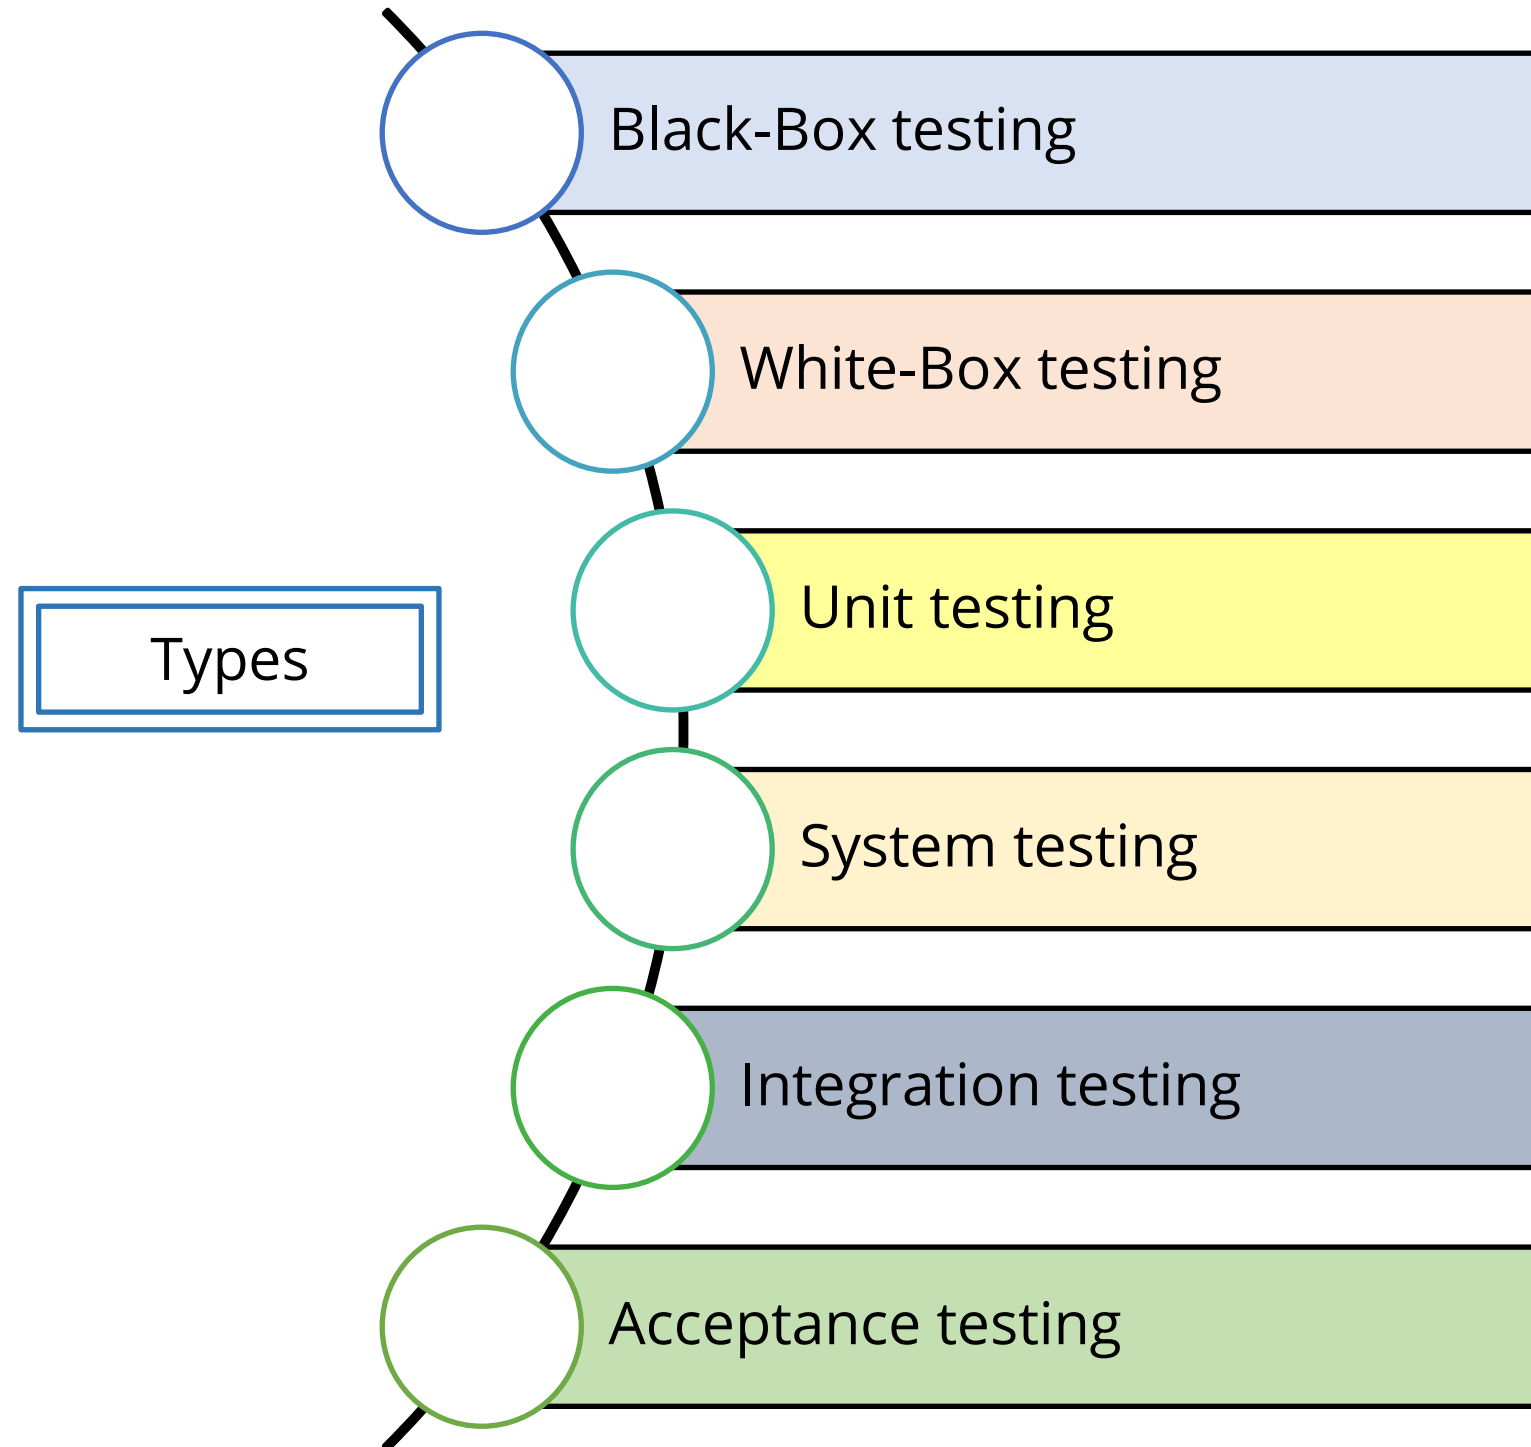 Black-Box testing
White-Box testing
Unit testing
Types
System testing
Integration testing
Acceptance testing